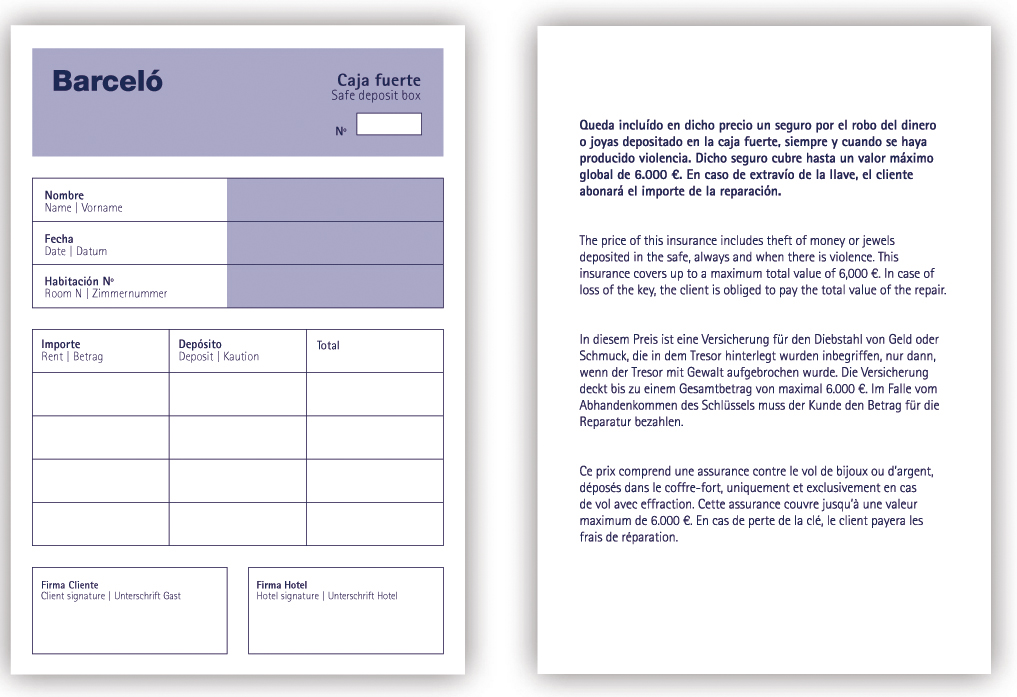 Barceló
Caja fuerte
Safe deposit box
Nº
Nombre
Name | Vorname
Fecha
Date | Datum
Habitación Nº
Room N | Zimmernummer
Importe
Rent | Betrag
Depósito
Deposit | Kaution
Total
Firma Cliente
Client signature | Unterschrift Gast
Firma Hotel
Hotel signature | Unterschrift Hotel
Queda incluído en dicho precio un seguro por el robo del dinero
o joyas depositado en la caja fuerte, siempre y cuando se haya
producido violencia. Dicho seguro cubre hasta un valor máximo
global de 6.000 €. En caso de extravío de la llave, el cliente
abonará el importe de la reparación.
The price of this insurance includes theft of money or jewels
deposited in the safe, always and when there is violence. This
insurance covers up to a maximum total value of 6,000 €. In case of
loss of the key, the client is obliged to pay the total value of the repair.
In diesem Preis ist eine Versicherung für den Diebstahl von Geld oder
Schmuck, die in dem Tresor hinterlegt wurden inbegriffen, nur dann,
wenn der Tresor mit Gewalt aufgebrochen wurde. Die Versicherung
deckt bis zu einem Gesamtbetrag von maximal 6.000 €. Im Falle vom
Abhandenkommen des Schlüssels muss der Kunde den Betrag für die
Reparatur bezahlen.
Ce prix comprend une assurance contre le vol de bijoux ou d'argent,
déposés dans le coffre-fort, uniquement et exclusivement en cas
de vol avec effraction. Cette assurance couvre jusqu'à une valeur
maximum de 6.000 €. En cas de perte de la clé, le client payera les
frais de réparation.